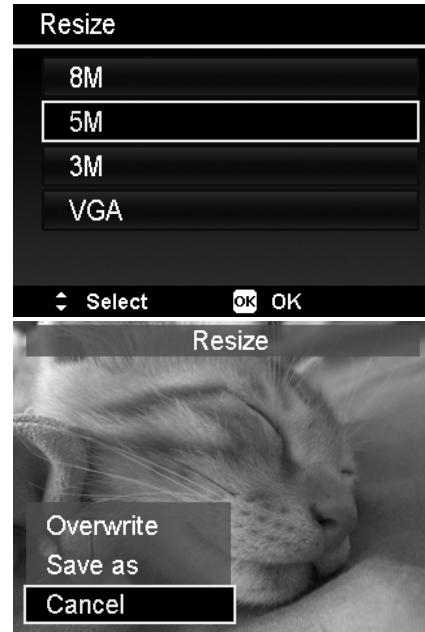 Resize
8M
5M
3M
VGA
Select OK OK
Resize
Overwrite
Save as
Cancel